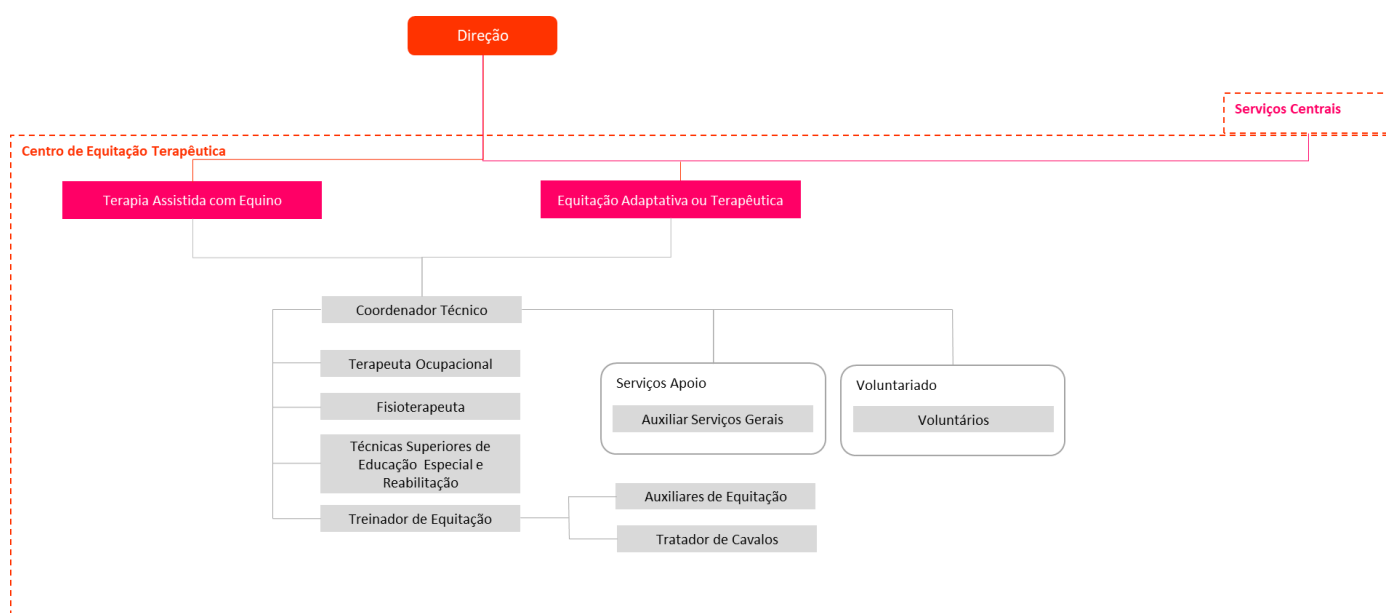 Direção
Serviços Centrais
Centro de Equitação Terapêutica
Terapia Assistida com Equino
Equitação Adaptativa ou Terapêutica
Coordenador Técnico
Terapeuta Ocupacional
Serviços Apoio
Voluntariado
Fisioterapeuta
Auxiliar Serviços Gerais
Voluntários
Técnicas Superiores de
Educação Especial e
Reabilitação
Auxiliares de Equitação
Treinador de Equitação
Tratador de Cavalos